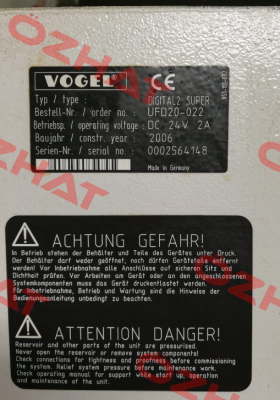 VOGEL®
CE
Typ / type : DIGITAL2 SUPER
Bestell-Nr./ order no. : UFD20-022
Betriebsp./ operating voltage : DC 24V 2A
Baujahr / constr. year : 2006
Serien-Nr./ serial no. : 0002564148
Made in Germany
ACHTUNG GEFAHR!
In Betrieb stehen der Behälter und Teile des Gerätes unter Druck.
Der Behälter darf weder geöffnet, noch dürfen Geräteteile entfernt
werden! Vor Inbetriebnahme alle Anschlüsse auf sicheren Sitz und
Dichtheit prüfen. Vor Arbeiten am Gerät oder an den angeschlossenen
Systemkomponenten muss das Gerät druckentlastet werden.
Für Inbetriebnahme, Betrieb und Wartung sind die Hinweise der
Bedienungsanleitung unbedingt zu beachten.
ATTENTION DANGER!
Reservoir and other parts of the unit are pressurized.
Never open the reservoir or remove system components!
Check connections for tightness and proofness before commissioning
the system. Relief system pressure before maintenance work.
Check operating manual for support while start up, operation
and maintenance of the unit.
OZHAT